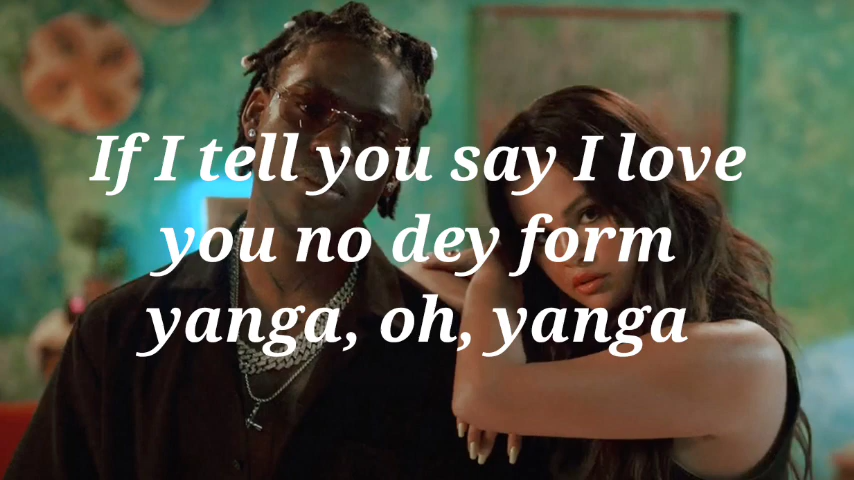 If I tell you say I love
you no dey form
yanga, oh, yanga